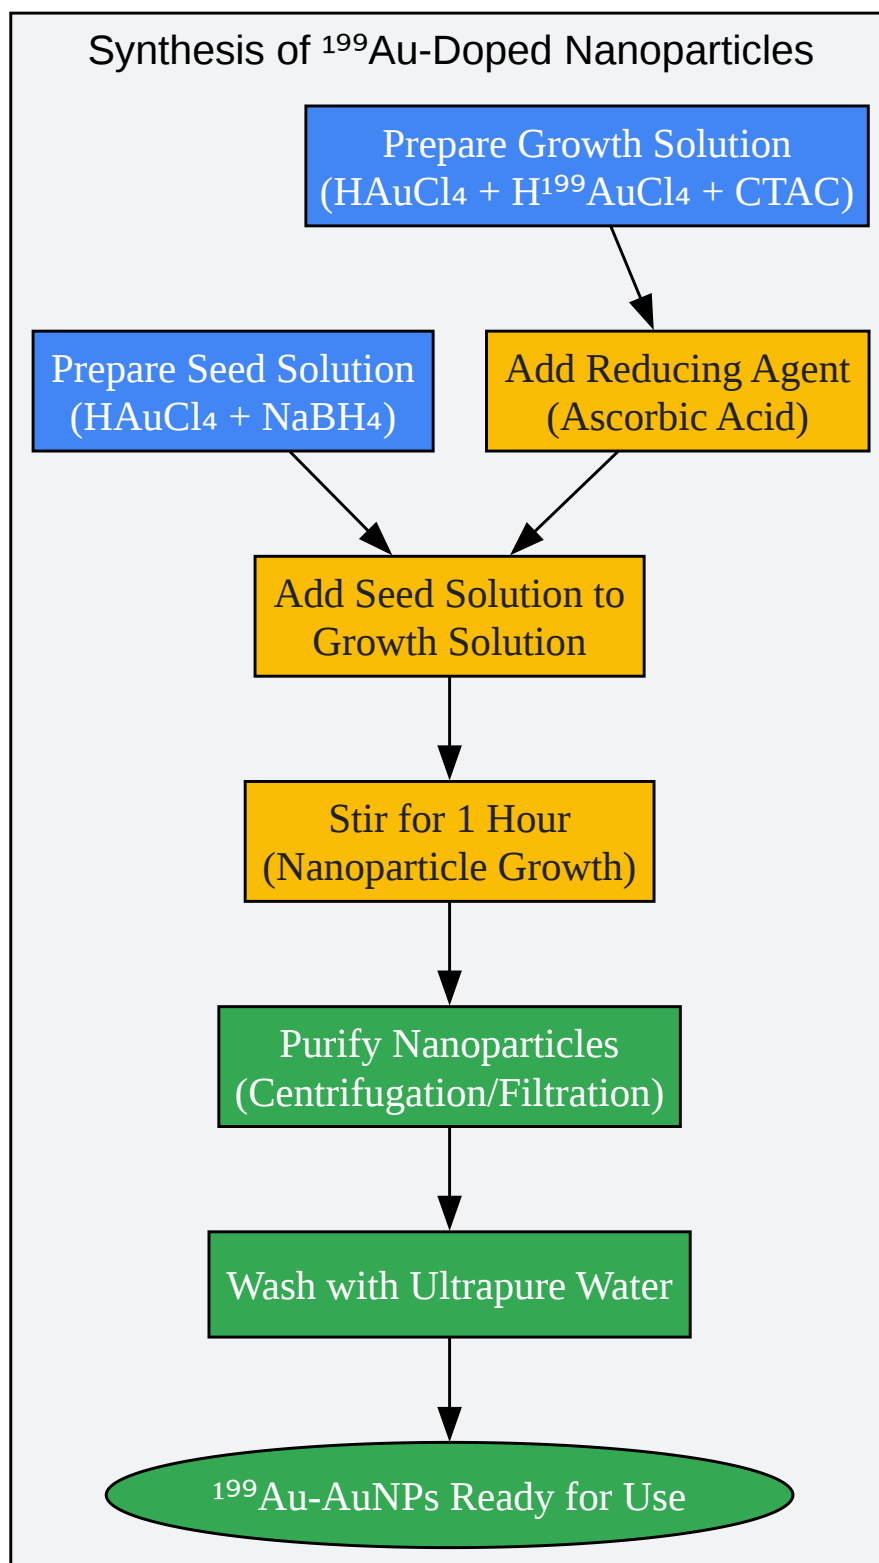 Synthesis of ¹⁹⁹Au-Doped Nanoparticles
Prepare Growth Solution
(HAuCl₄ + H¹⁹⁹AuCl₄ + CTAC)
Prepare Seed Solution
(HAuCl₄ + NaBH₄)
Add Reducing Agent
(Ascorbic Acid)
Add Seed Solution to
Growth Solution
Stir for 1 Hour
(Nanoparticle Growth)
Purify Nanoparticles
(Centrifugation/Filtration)
Wash with Ultrapure Water
¹⁹⁹Au-AuNPs Ready for Use